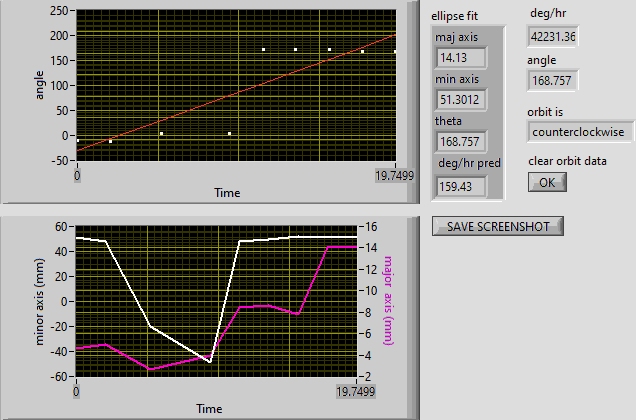 250
200
150
100
50
0
-50
angle
0
19.7499
Time
ellipse fit
maj axis
14.13
min axis
51.3012
theta
168.757
deg/hr pred
159.43
deg/hr
42231.36
angle
168.757
orbit is
counterclockwise
clear orbit data
OK
SAVE SCREENSHOT
60
40
20
0
-20
-40
-60
minor axis (mm)
16
14
12
10
8
6
4
2
major axis (mm)
0
19.7499
Time